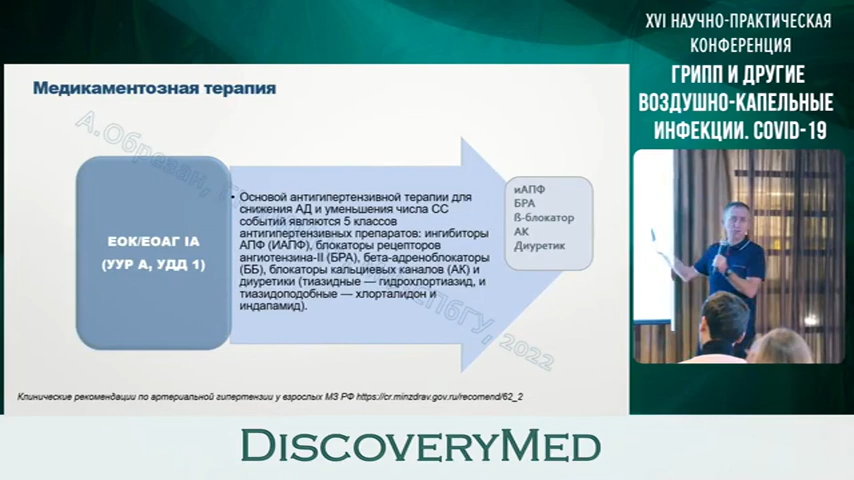 XVI НАУЧНО-ПРАКТИЧЕСКАЯ
КОНФЕРЕНЦИЯ
ГРИПП И ДРУГИЕ
ВОЗДУШНО-КАПЕЛЬНЫЕ
ИНФЕКЦИИ. COVID-19
Медикаментозная терапия
А.Образан,
СПбГУ, 2022
ЕОК/ЕОАГ IA
(УУР А, УДД 1)
• Основой антигипертензивной терапии для
снижения АД и уменьшения числа СС
событий являются 5 классов
антигипертензивных препаратов: ингибиторы
АПФ (ИАПФ), блокаторы рецепторов
ангиотензина-II (БРА), бета-адреноблокаторы
(ББ), блокаторы кальциевых каналов (АК) и
диуретики (тиазидные — гидрохлортиазид, и
тиазидоподобные — хлорталидон и
индапамид).
иАПФ
БРА
ß-блокатор
АК
Диуретик
Клинические рекомендации по артериальной гипертензии у взрослых МЗ РФ https://cr.minzdrav.gov.ru/recomend/62_2
DISCOVERYMED